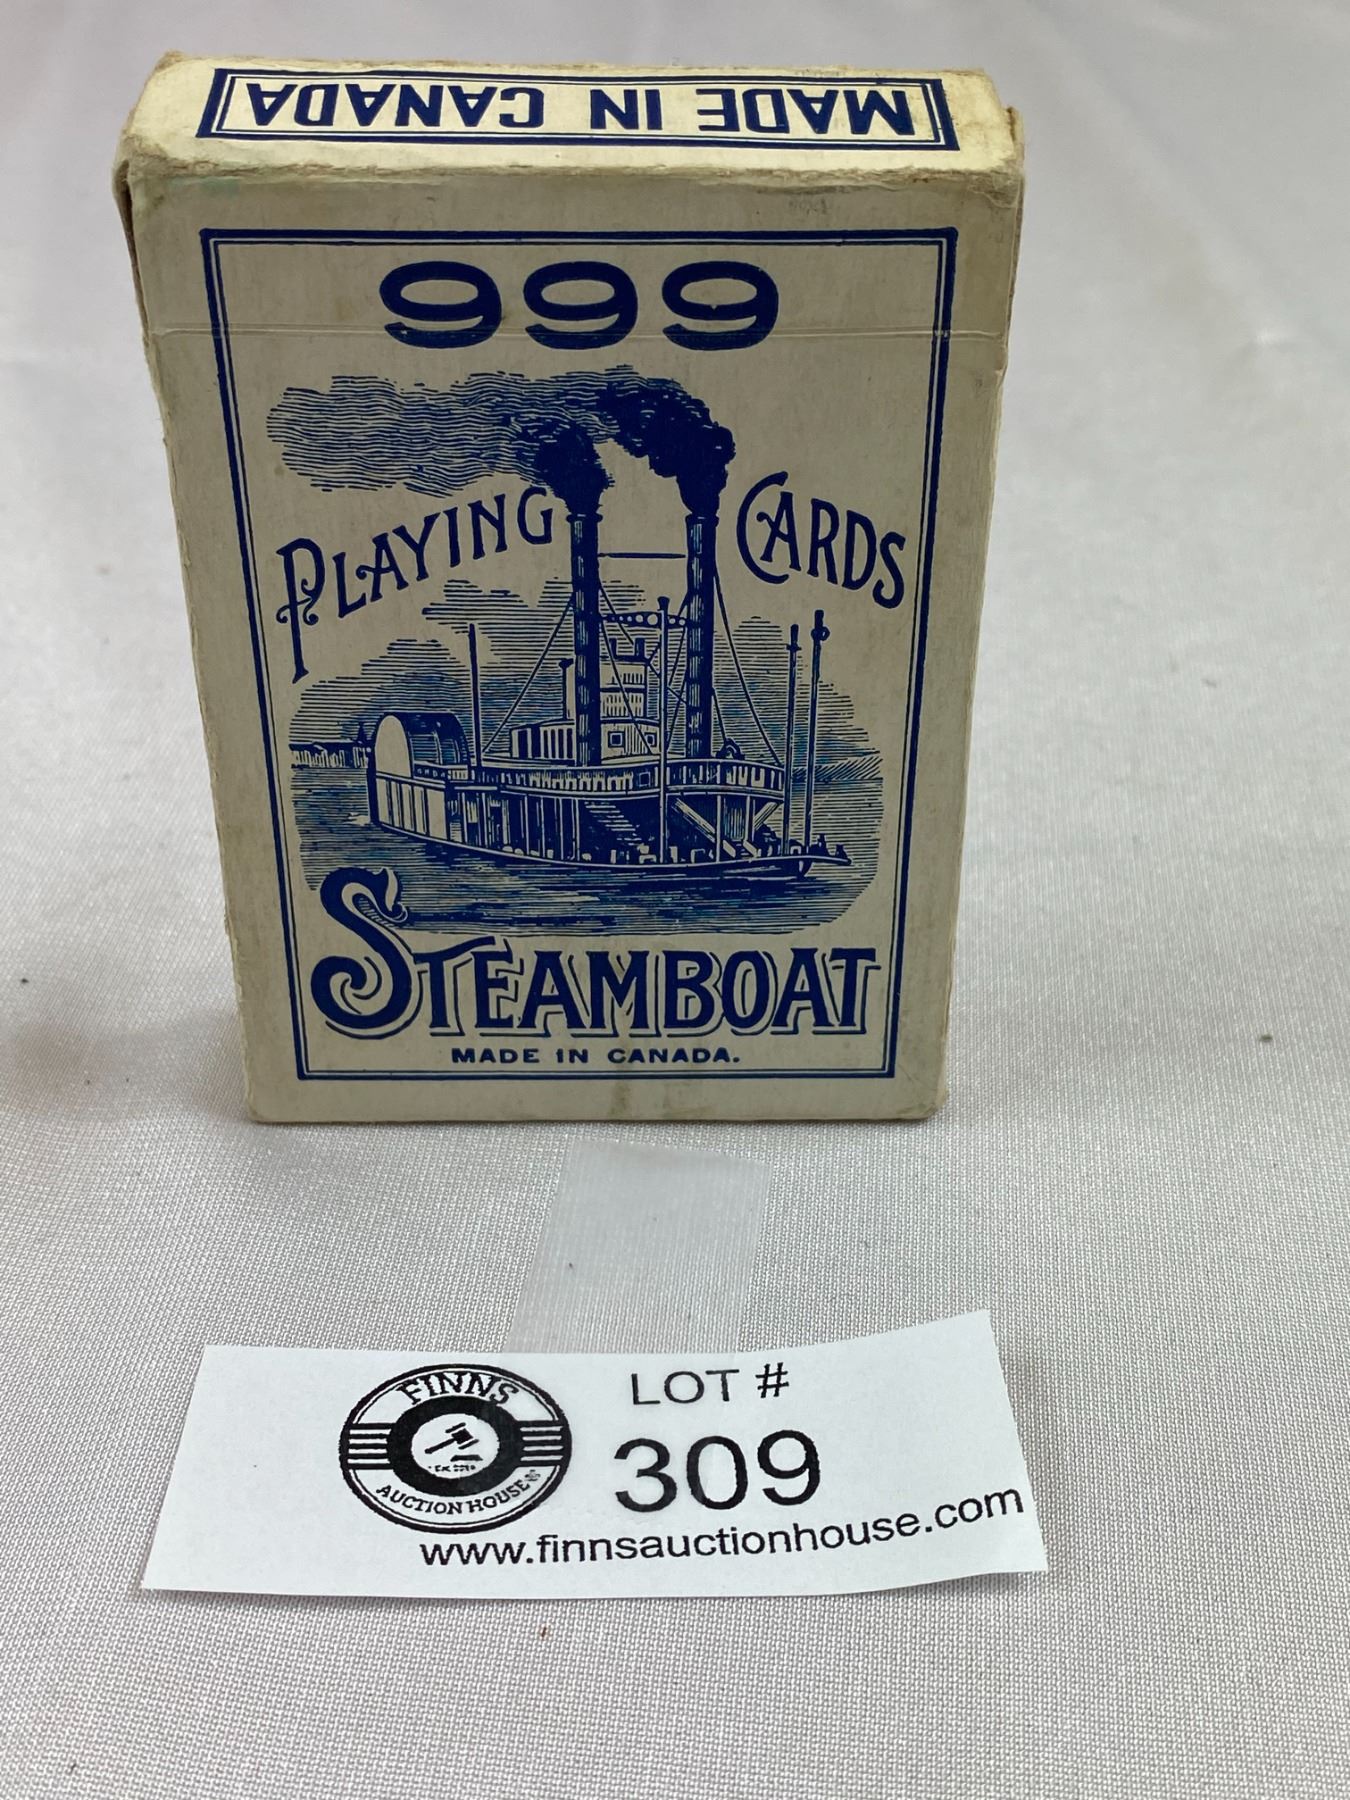 MADE IN CANADA
999
PLAYING CARDS
STEAMBOAT
MADE IN CANADA.
FINNS
AUCTION HOUSE
LOT #
309
www.finnsauctionhouse.com